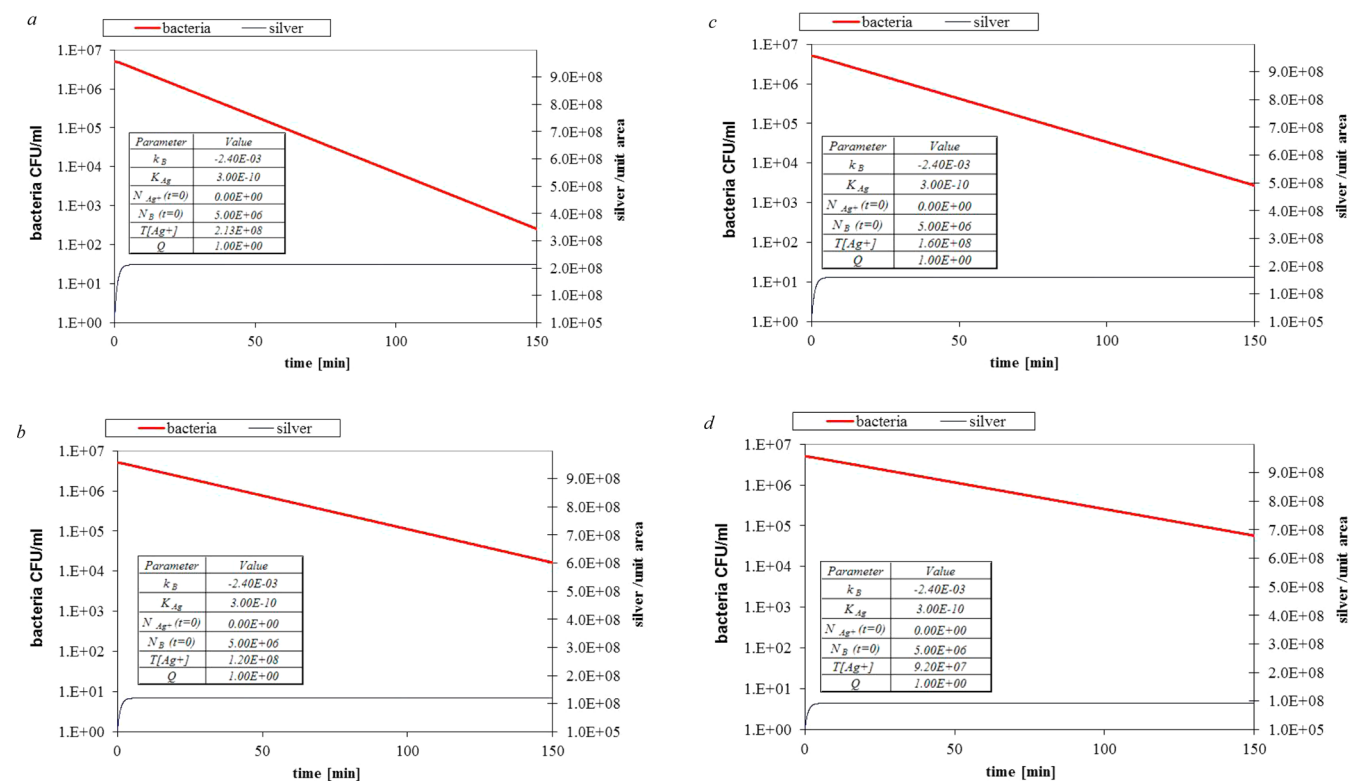 a
bacteria silver
1.E+07
1.E+06
1.E+05
1.E+04
1.E+03
1.E+02
1.E+01
1.E+00
bacteria CFU/ml
9.0E+08
8.0E+08
7.0E+08
6.0E+08
5.0E+08
4.0E+08
3.0E+08
2.0E+08
1.0E+08
1.0E+05
silver /unit area
Parameter Value
k B -2.40E-03
K Ag 3.00E-10
N Ag+ (t=0) 0.00E+00
N B (t=0) 5.00E+06
T[Ag+] 2.13E+08
Q 1.00E+00
0 50 100 150
time [min]
c
bacteria silver
1.E+07
1.E+06
1.E+05
1.E+04
1.E+03
1.E+02
1.E+01
1.E+00
bacteria CFU/ml
9.0E+08
8.0E+08
7.0E+08
6.0E+08
5.0E+08
4.0E+08
3.0E+08
2.0E+08
1.0E+08
1.0E+05
silver /unit area
Parameter Value
k B -2.40E-03
K Ag 3.00E-10
N Ag+ (t=0) 0.00E+00
N B (t=0) 5.00E+06
T[Ag+] 1.60E+08
Q 1.00E+00
0 50 100 150
time [min]
b
bacteria silver
1.E+07
1.E+06
1.E+05
1.E+04
1.E+03
1.E+02
1.E+01
1.E+00
bacteria CFU/ml
9.0E+08
8.0E+08
7.0E+08
6.0E+08
5.0E+08
4.0E+08
3.0E+08
2.0E+08
1.0E+08
1.0E+05
silver /unit area
Parameter Value
k B -2.40E-03
K Ag 3.00E-10
N Ag+ (t=0) 0.00E+00
N B (t=0) 5.00E+06
T[Ag+] 1.20E+08
Q 1.00E+00
0 50 100 150
time [min]
d
bacteria silver
1.E+07
1.E+06
1.E+05
1.E+04
1.E+03
1.E+02
1.E+01
1.E+00
bacteria CFU/ml
9.0E+08
8.0E+08
7.0E+08
6.0E+08
5.0E+08
4.0E+08
3.0E+08
2.0E+08
1.0E+08
1.0E+05
silver /unit area
Parameter Value
k B -2.40E-03
K Ag 3.00E-10
N Ag+ (t=0) 0.00E+00
N B (t=0) 5.00E+06
T[Ag+] 9.20E+07
Q 1.00E+00
0 50 100 150
time [min]